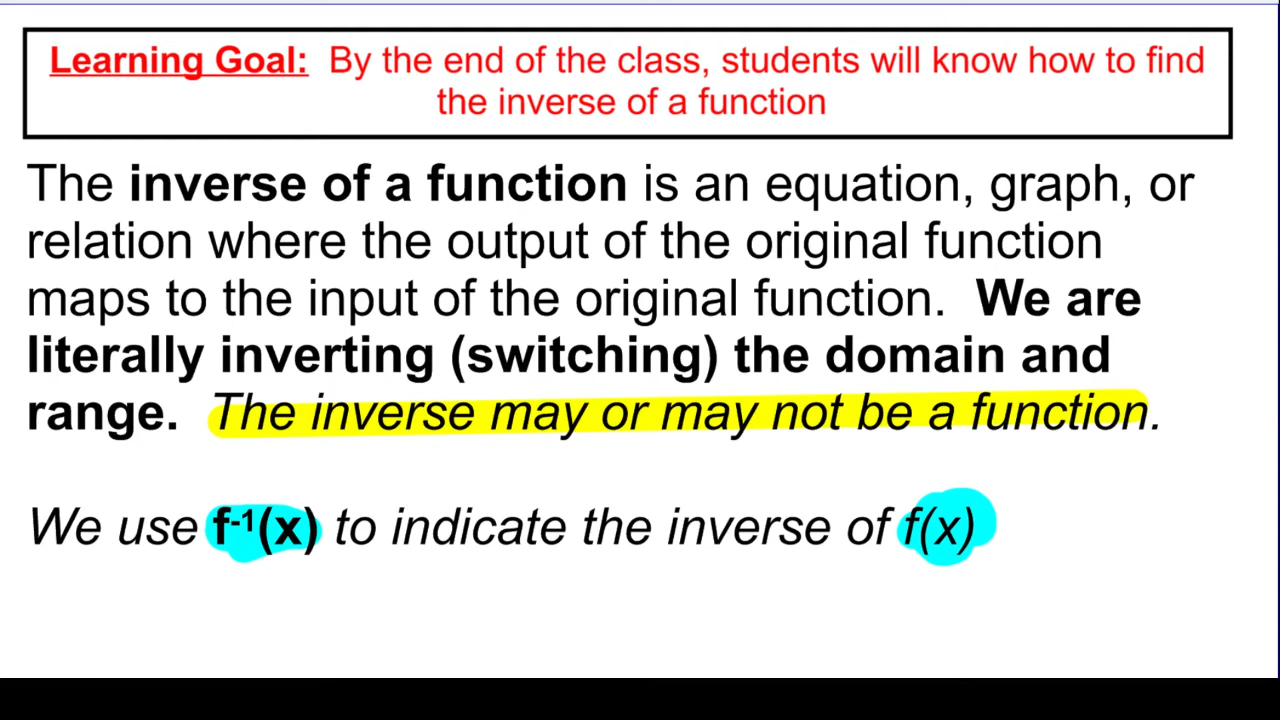 Learning Goal: By the end of the class, students will know how to find
the inverse of a function
The inverse of a function is an equation, graph, or
relation where the output of the original function
maps to the input of the original function. We are
literally inverting (switching) the domain and
range. The inverse may or may not be a function.
We use f⁻¹(x) to indicate the inverse of f(x)